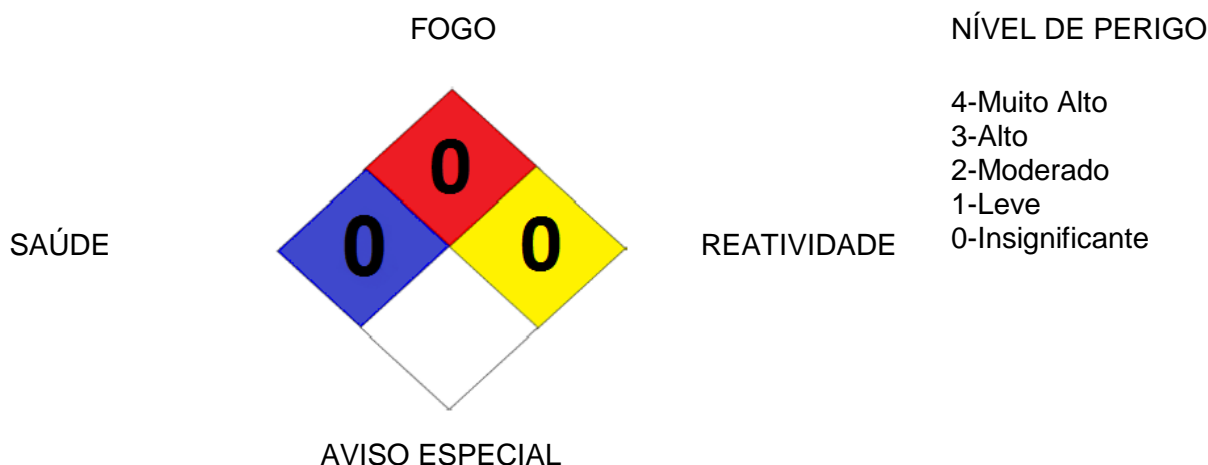 FOGO
NÍVEL DE PERIGO
4-Muito Alto
3-Alto
2-Moderado
1-Leve
0-Insignificante
0
SAÚDE
0
0
REATIVIDADE
AVISO ESPECIAL